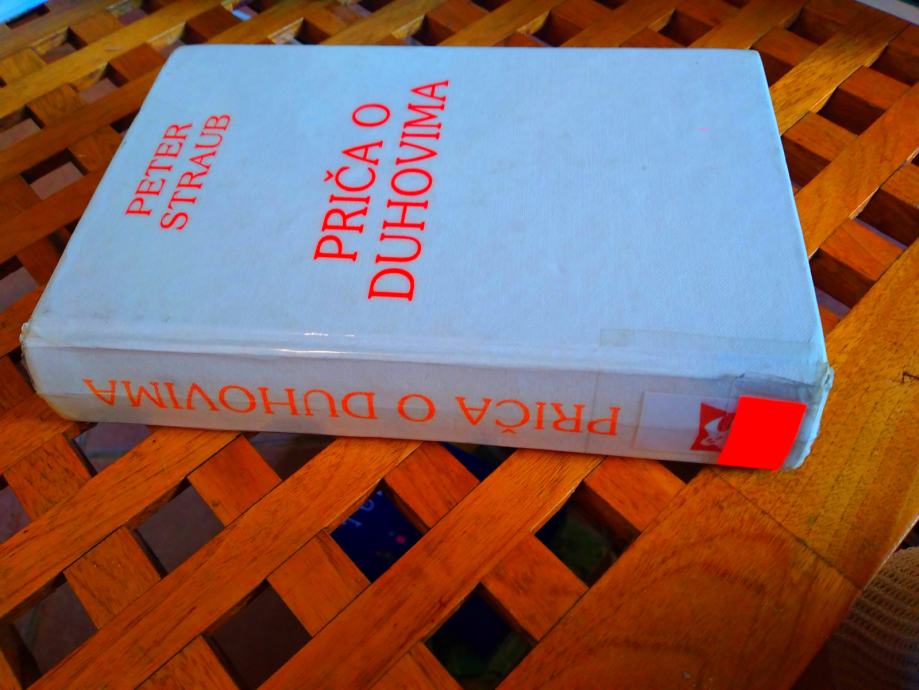 PETER
STRAUB
PRIČA O
DUHOVIMA
PRIČA O DUHOVIMA